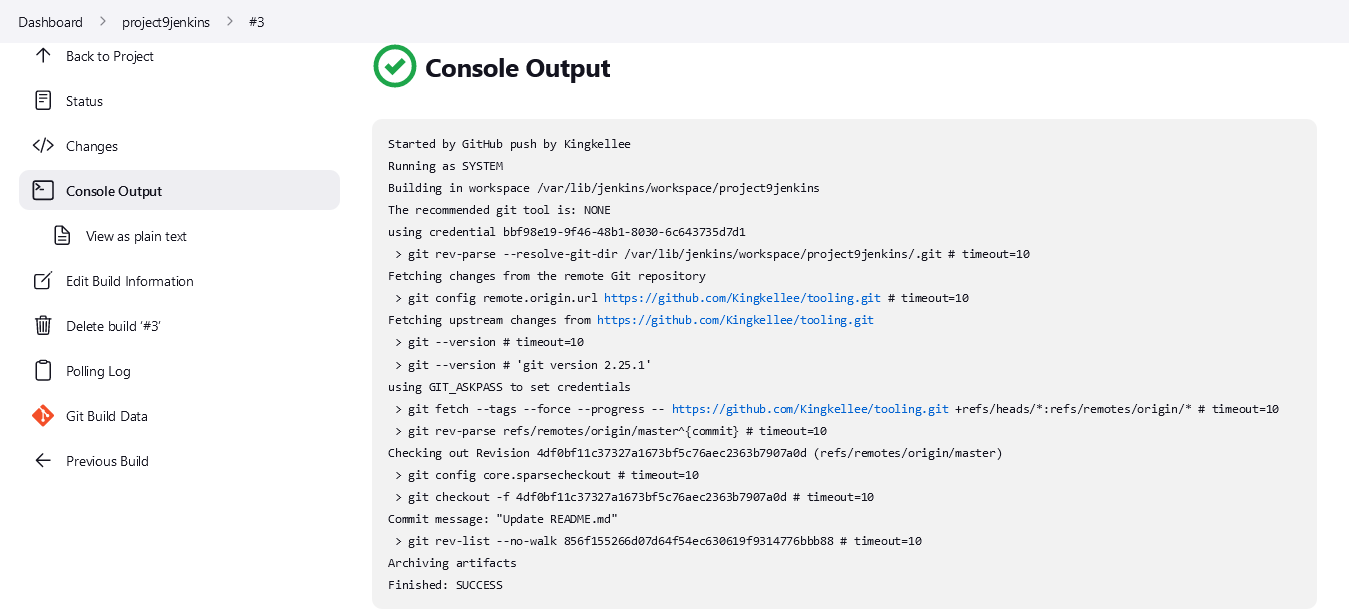 Dashboard > project9jenkins > #3
Back to Project
Status
Changes
Console Output
View as plain text
Edit Build Information
Delete build ‘#3’
Polling Log
Git Build Data
Previous Build
Console Output
Started by GitHub push by Kingkellee
Running as SYSTEM
Building in workspace /var/lib/jenkins/workspace/project9jenkins
The recommended git tool is: NONE
using credential bbf98e19-9f46-48b1-8030-6c643735d7d1
 > git rev-parse --resolve-git-dir /var/lib/jenkins/workspace/project9jenkins/.git # timeout=10
Fetching changes from the remote Git repository
 > git config remote.origin.url https://github.com/Kingkellee/tooling.git # timeout=10
Fetching upstream changes from https://github.com/Kingkellee/tooling.git
 > git --version # timeout=10
 > git --version # 'git version 2.25.1'
using GIT_ASKPASS to set credentials
 > git fetch --tags --force --progress -- https://github.com/Kingkellee/tooling.git +refs/heads/*:refs/remotes/origin/* # timeout=10
 > git rev-parse refs/remotes/origin/master^{commit} # timeout=10
Checking out Revision 4df0bf11c37327a1673bf5c76aec2363b7907a0d (refs/remotes/origin/master)
 > git config core.sparsecheckout # timeout=10
 > git checkout -f 4df0bf11c37327a1673bf5c76aec2363b7907a0d # timeout=10
Commit message: "Update README.md"
 > git rev-list --no-walk 856f155266d07d64f54ec630619f9314776bbb88 # timeout=10
Archiving artifacts
Finished: SUCCESS